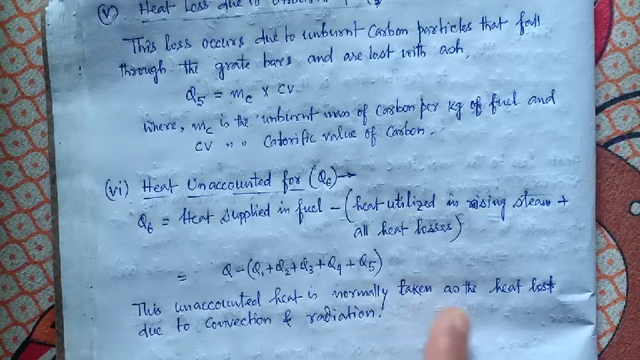 (v) Heat Loss due to
This loss occurs due to unburnt Carbon particles that fall
through the grate bars and are lost with ash,
Q5 = mc × CV
Where, mc is the unburnt mass of Carbon per kg of fuel and
CV " " Calorific value of Carbon.
(vi) Heat Unaccounted for (Q6) →
Q6 = Heat supplied in fuel - (heat utilized in raising steam +
all heat losses)
= Q - (Q1 + Q2 + Q3 + Q4 + Q5)
This unaccounted heat is normally taken as the heat lost
due to convection & radiation.